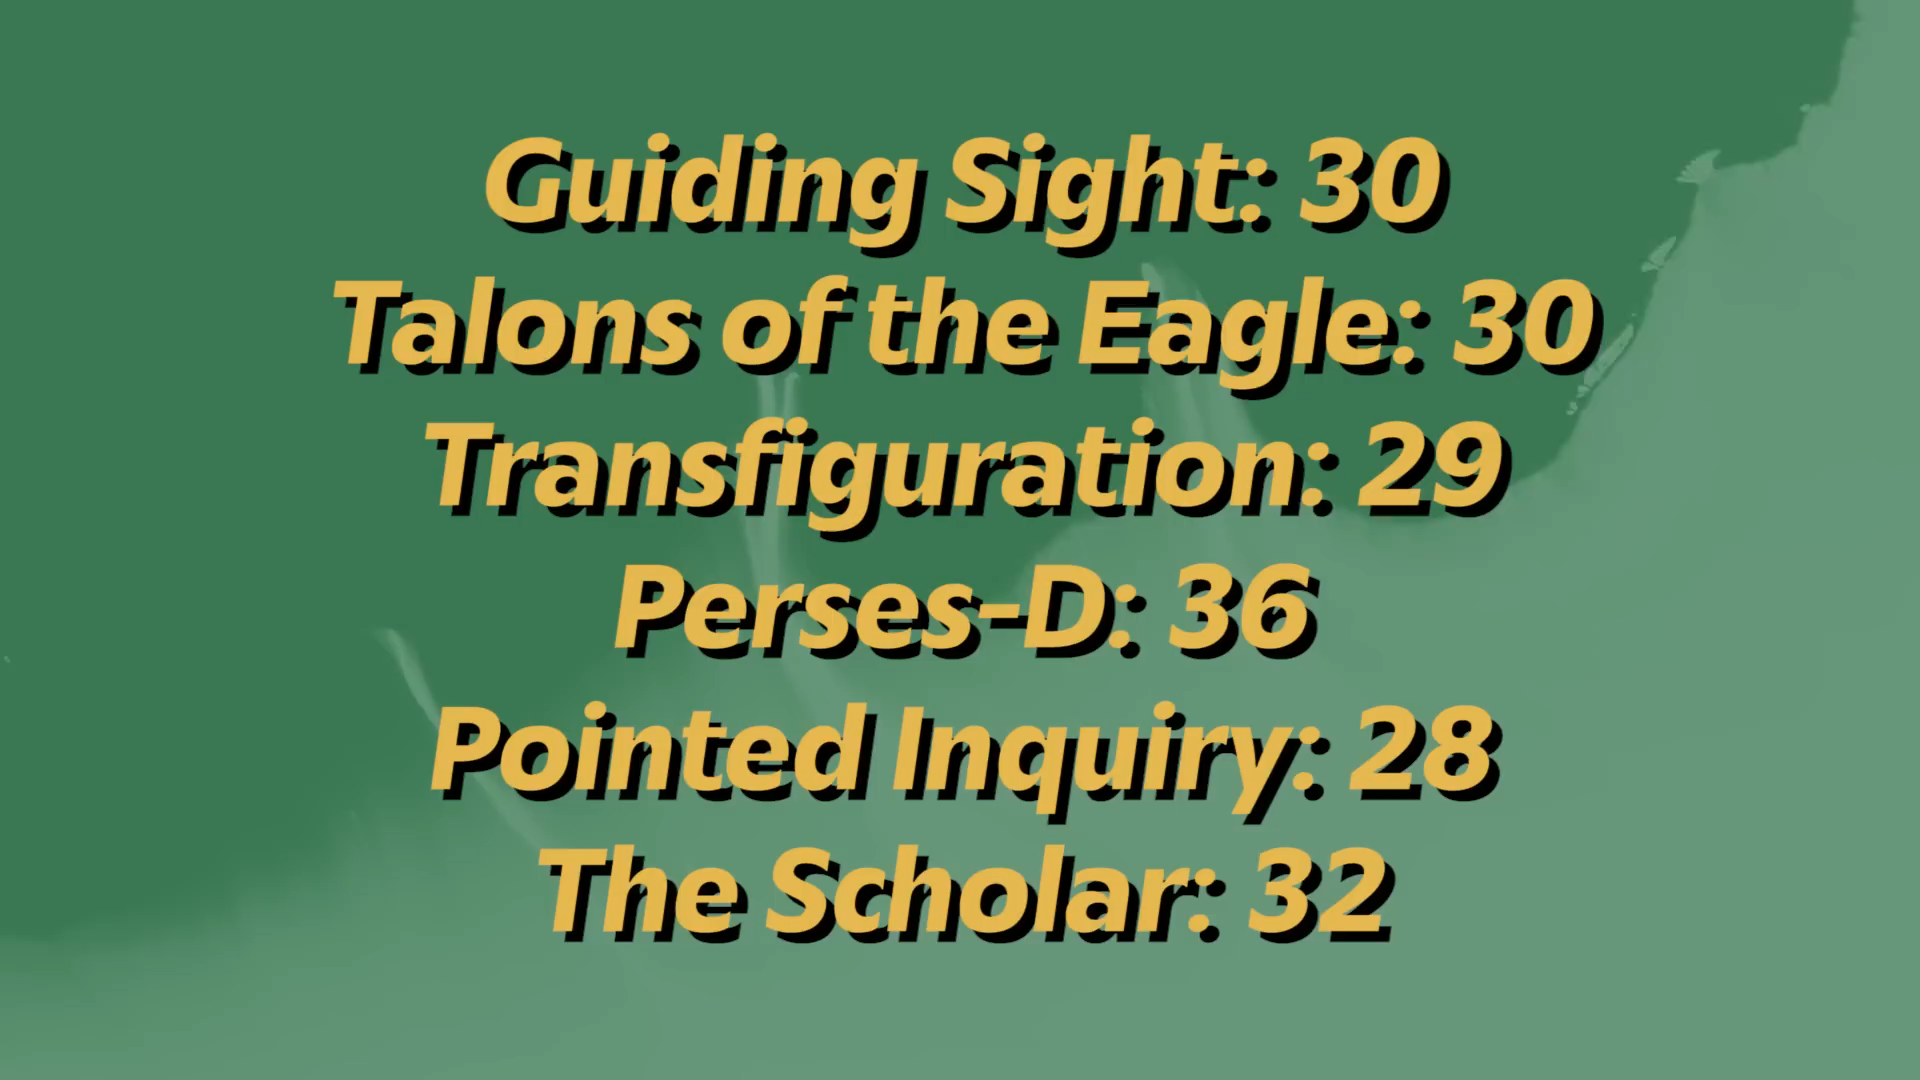 Guiding Sight: 30
Talons of the Eagle: 30
Transfiguration: 29
Perses-D: 36
Pointed Inquiry: 28
The Scholar: 32